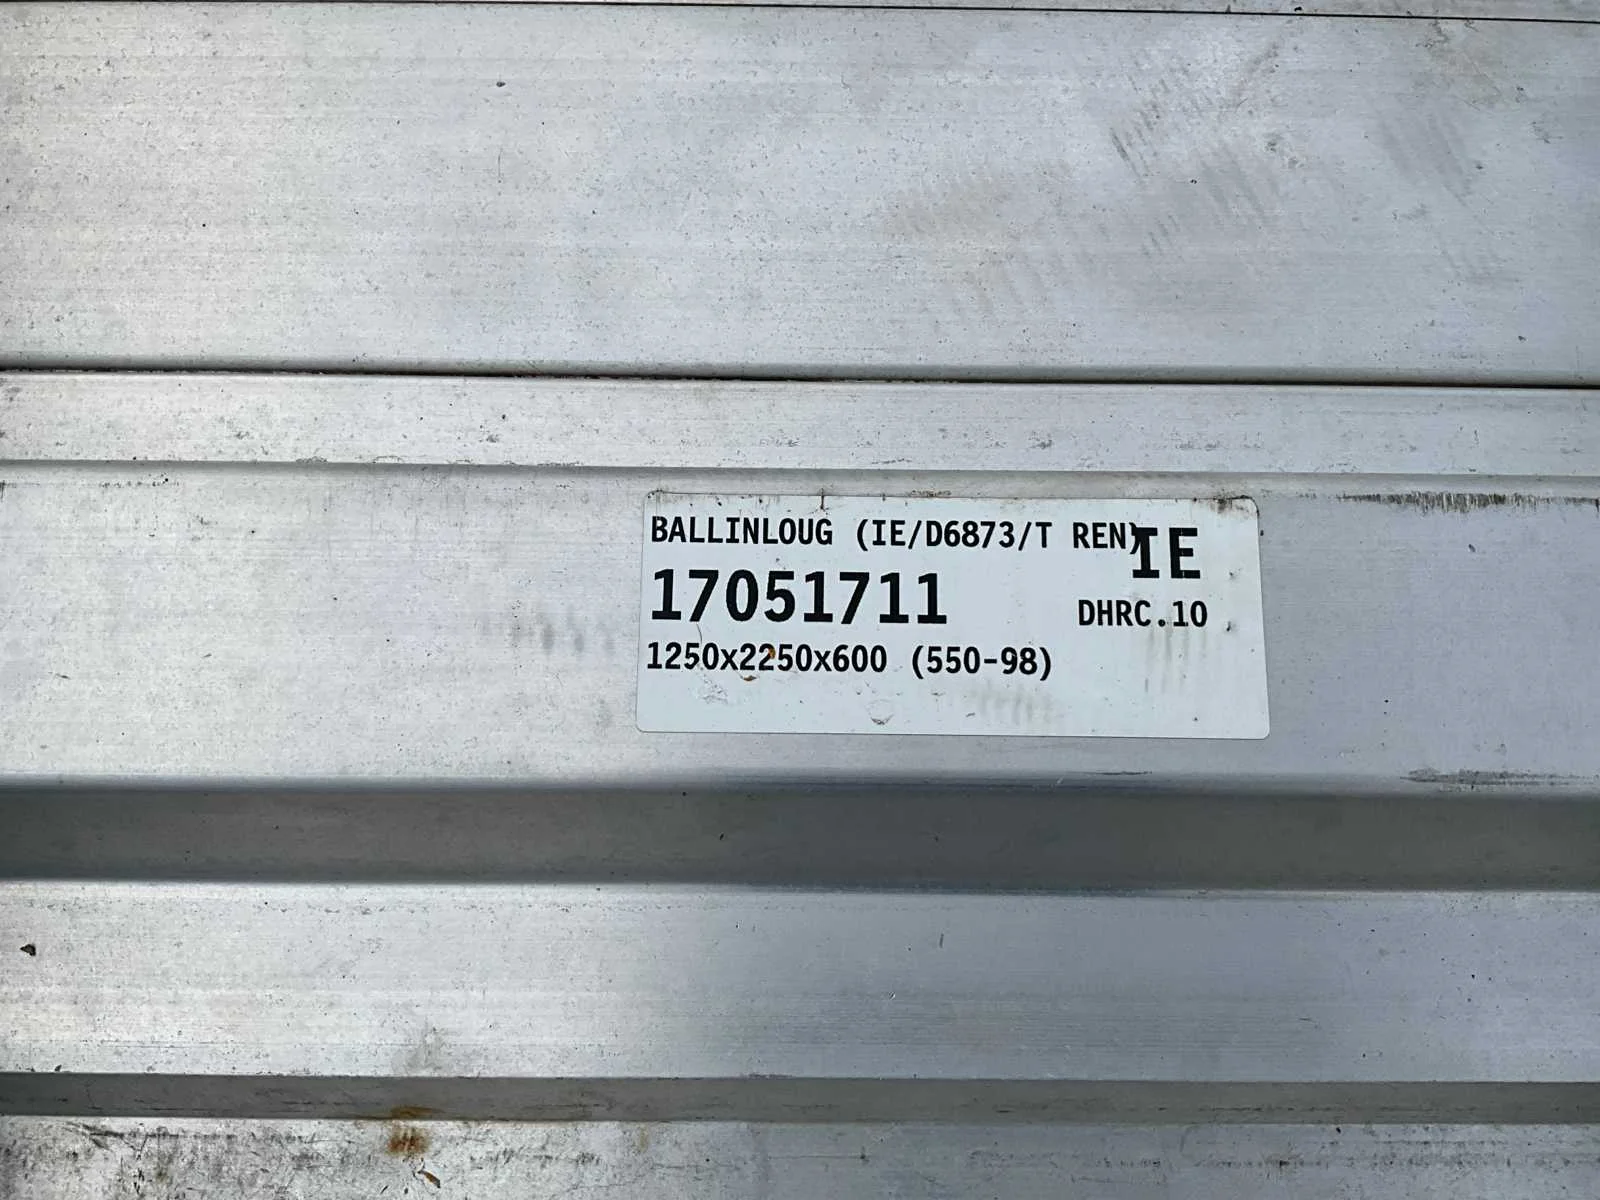 BALLINLOUG (IE/D6873/T REN) IE
17051711 DHRC.10
1250x2250x600 (550-98)